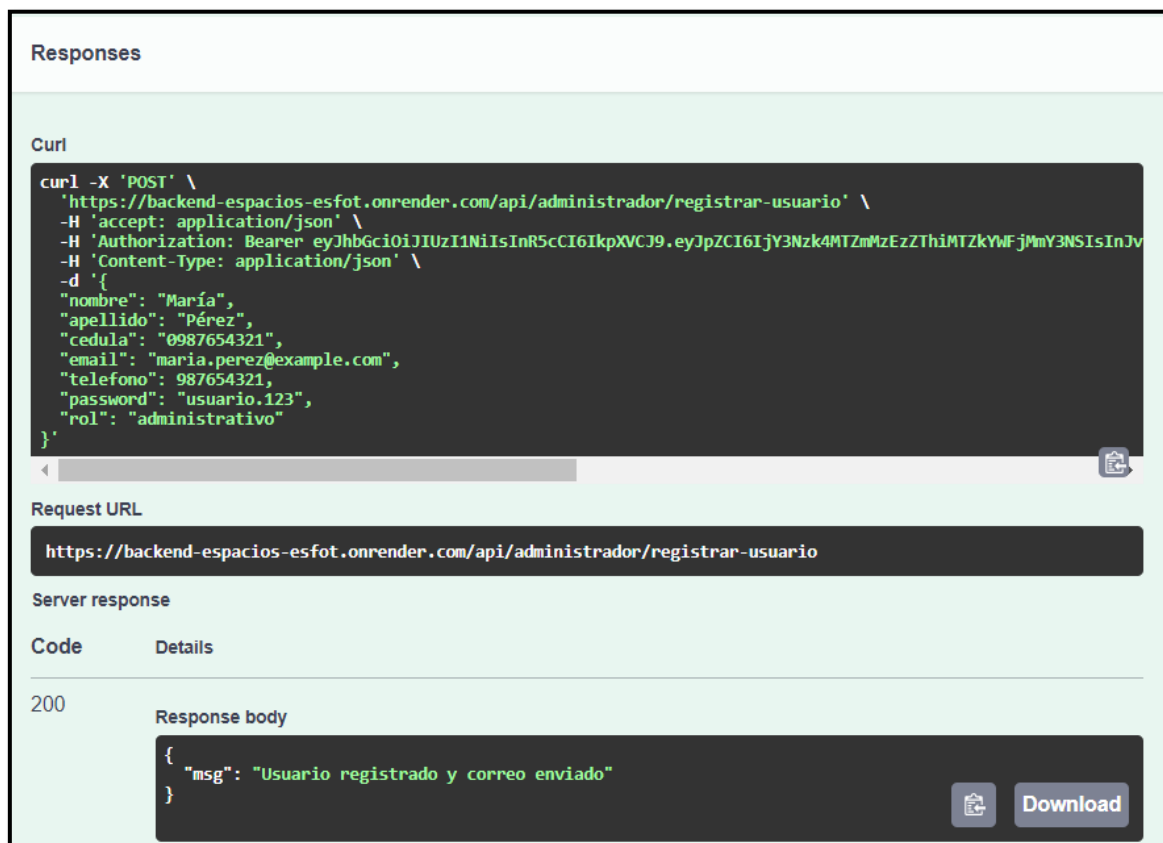 Responses
Curl
curl -X 'POST' \
'https://backend-espacios-esfot.onrender.com/api/administrador/registrar-usuario' \
-H 'accept: application/json' \
-H 'Authorization: Bearer eyJhbGciOiJIUzI1NiIsInR5cCI6IkpXVCJ9.eyJpZCI6IjY3Nzk4MTZmMzEzZThiMTZkYWFjMmY3NSIsInJv
-H 'Content-Type: application/json' \
-d '{
"nombre": "María",
"apellido": "Pérez",
"cedula": "0987654321",
"email": "maria.perez@example.com",
"telefono": 987654321,
"password": "usuario.123",
"rol": "administrativo"
}'
Request URL
https://backend-espacios-esfot.onrender.com/api/administrador/registrar-usuario
Server response
Code Details
200
Response body
{
"msg": "Usuario registrado y correo enviado"
}
Download